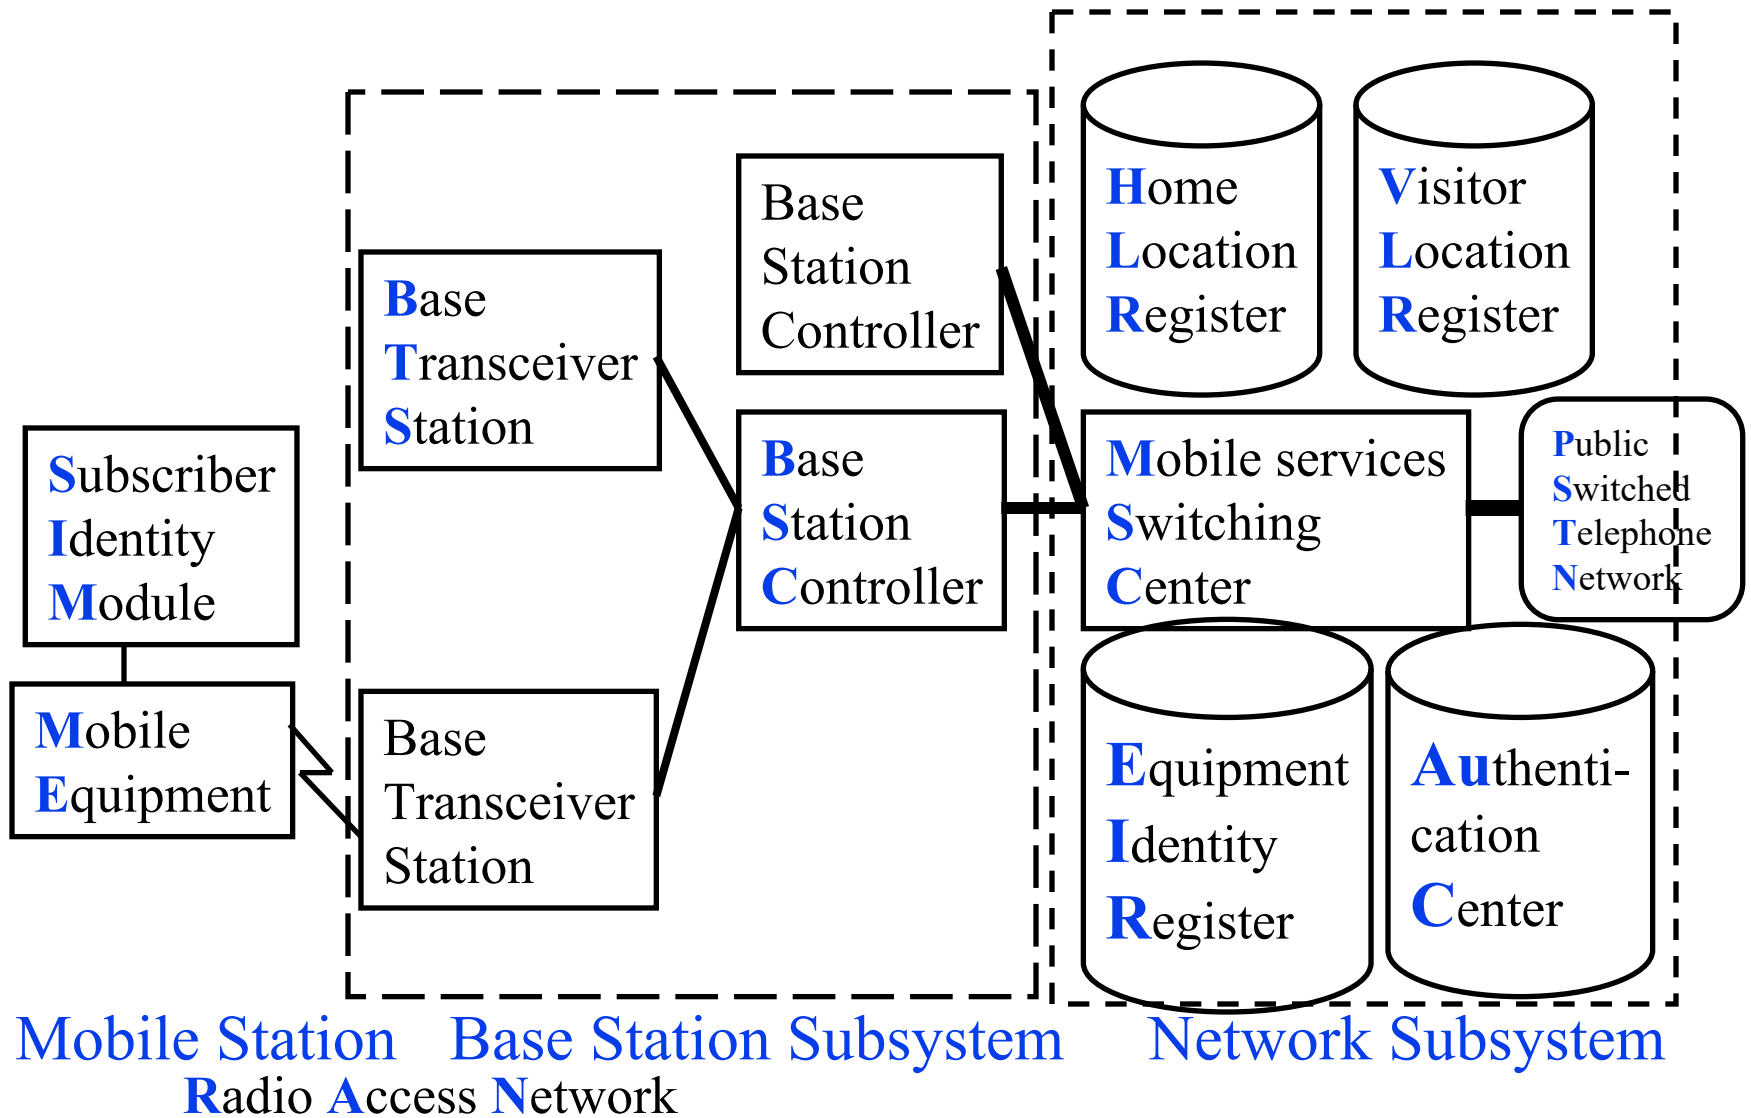 Subscriber
Identity
Module
Mobile
Equipment
Base
Transceiver
Station
Base
Transceiver
Station
Base
Station
Controller
Base
Station
Controller
Home
Location
Register
Visitor
Location
Register
Mobile services
Switching
Center
Public
Switched
Telephone
Network
Equipment
Identity
Register
Authenti-
cation
Center
Mobile Station
Base Station Subsystem
Network Subsystem
Radio Access Network